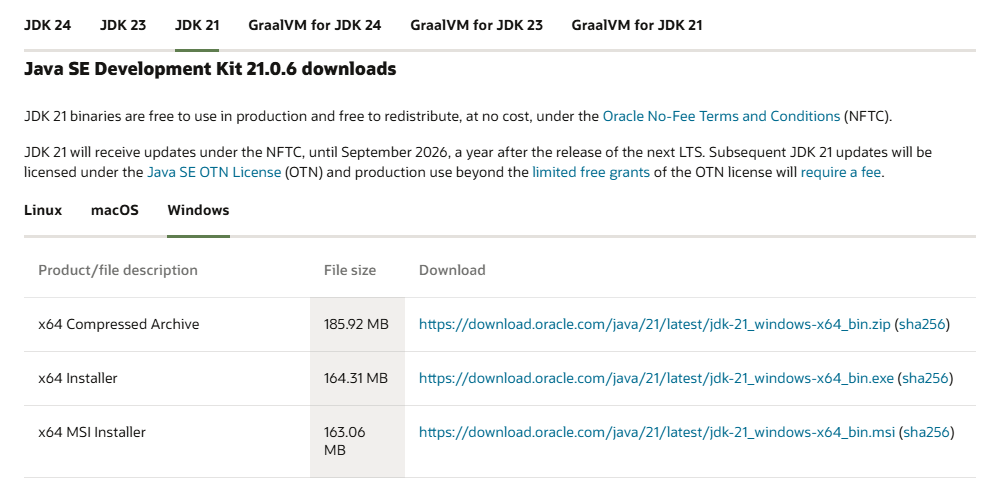 JDK 24 JDK 23 JDK 21 GraalVM for JDK 24 GraalVM for JDK 23 GraalVM for JDK 21
Java SE Development Kit 21.0.6 downloads
JDK 21 binaries are free to use in production and free to redistribute, at no cost, under the Oracle No-Fee Terms and Conditions (NFTC).
JDK 21 will receive updates under the NFTC, until September 2026, a year after the release of the next LTS. Subsequent JDK 21 updates will be
licensed under the Java SE OTN License (OTN) and production use beyond the limited free grants of the OTN license will require a fee.
Linux macOS Windows
Product/file description File size Download
x64 Compressed Archive 185.92 MB https://download.oracle.com/java/21/latest/jdk-21_windows-x64_bin.zip (sha256)
x64 Installer 164.31 MB https://download.oracle.com/java/21/latest/jdk-21_windows-x64_bin.exe (sha256)
x64 MSI Installer 163.06 https://download.oracle.com/java/21/latest/jdk-21_windows-x64_bin.msi (sha256)
MB